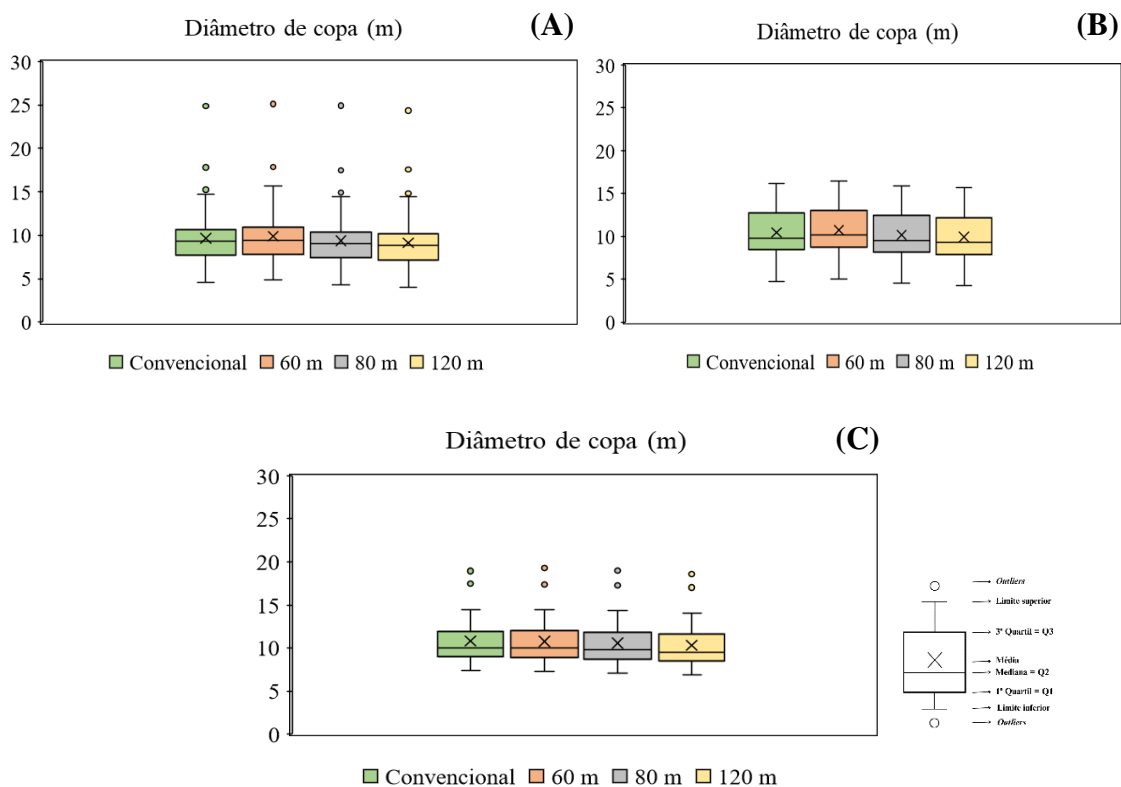 Diâmetro de copa (m) (A)
30
25
20
15
10
5
0
Convencional 60 m 80 m 120 m
Diâmetro de copa (m) (B)
30
25
20
15
10
5
0
Convencional 60 m 80 m 120 m
Diâmetro de copa (m) (C)
30
25
20
15
10
5
0
Convencional 60 m 80 m 120 m
Outliers
Limite superior
3º Quartil = Q3
Média
Mediana = Q2
1º Quartil = Q1
Limite inferior
Outliers